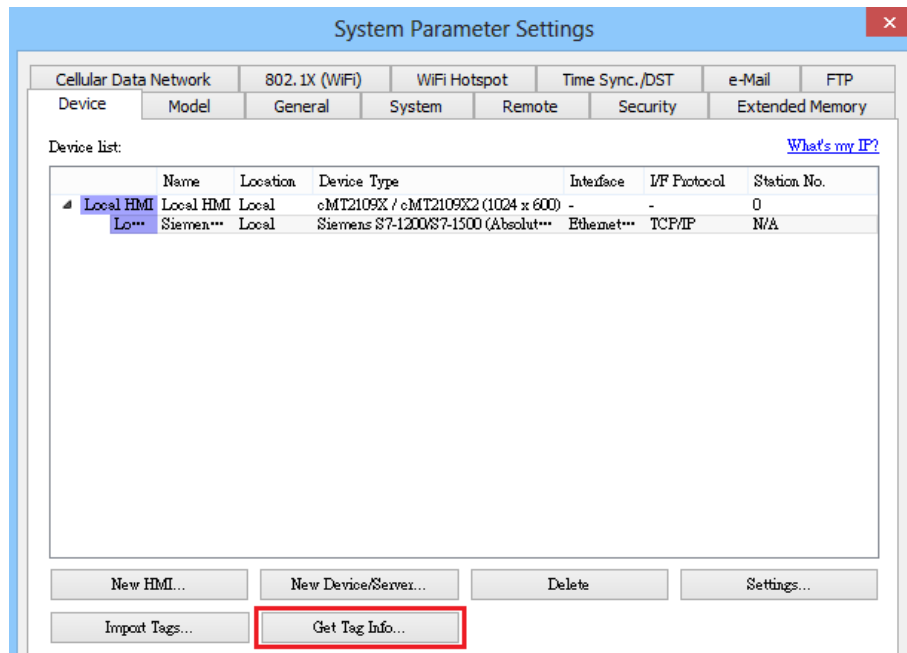 System Parameter Settings
Cellular Data Network 802.1X (WiFi) WiFi Hotspot Time Sync./DST e-Mail FTP
Device Model General System Remote Security Extended Memory
Device list: What's my IP?
Name Location Device Type Interface I/F Protocol Station No.
Local HMI Local HMI Local cMT2109X / cMT2109X2 (1024 x 600) - - 0
Lo... Siemen... Local Siemens S7-1200/S7-1500 (Absolut... Ethernet... TCP/IP N/A
New HMI... New Device/Server... Delete Settings...
Import Tags... Get Tag Info...